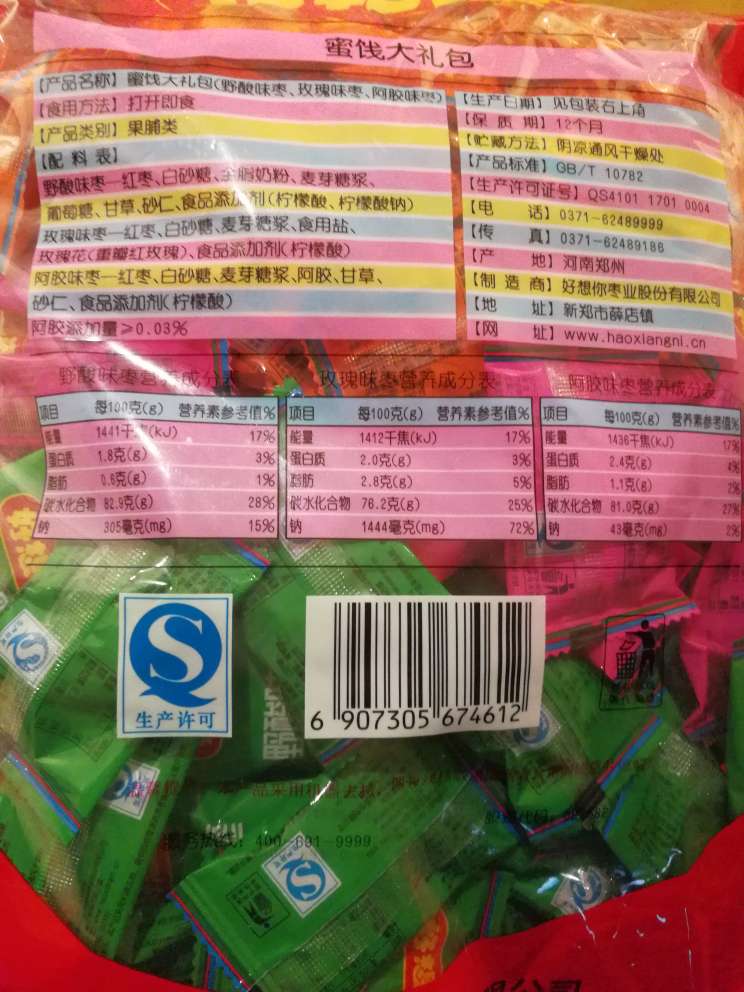 蜜饯大礼包
【产品名称】蜜饯大礼包(野酸味枣、玫瑰味枣、阿胶味枣)
【食用方法】打开即食
【产品类别】果脯类
【配 料 表】
野酸味枣—红枣、白砂糖、全脂奶粉、麦芽糖浆、
葡萄糖、甘草、砂仁、食品添加剂(柠檬酸、柠檬酸钠)
玫瑰味枣—红枣、白砂糖、麦芽糖浆、食用盐、
玫瑰花(重瓣红玫瑰)、食品添加剂(柠檬酸)
阿胶味枣—红枣、白砂糖、麦芽糖浆、阿胶、甘草、
砂仁、食品添加剂(柠檬酸)
阿胶添加量≥0.03%
【生产日期】见包装右上角
【保 质 期】12个月
【贮藏方法】阴凉通风干燥处
【产品标准】GB/T 10782
【生产许可证号】QS4101 1701 0004
【电 话】0371-62489999
【传 真】0371-62489186
【产 地】河南郑州
【制 造 商】好想你枣业股份有限公司
【地 址】新郑市薛店镇
【网 址】www.haoxiangni.cn
野酸味枣营养成分表
项目 每100克(g) 营养素参考值%
能量 1441千焦(kJ) 17%
蛋白质 1.8克(g) 3%
脂肪 0.6克(g) 1%
碳水化合物 82.9克(g) 28%
钠 305毫克(mg) 15%
玫瑰味枣营养成分表
项目 每100克(g) 营养素参考值%
能量 1412千焦(kJ) 17%
蛋白质 2.0克(g) 3%
脂肪 2.8克(g) 5%
碳水化合物 76.2克(g) 25%
钠 1444毫克(mg) 72%
阿胶味枣营养成分表
项目 每100克(g) 营养素参考值%
能量 1436千焦(kJ) 17%
蛋白质 2.4克(g) 4%
脂肪 1.1克(g) 2%
碳水化合物 81.0克(g) 27%
钠 43毫克(mg) 2%
生产许可
6 907305 674612
产品采用机器去核,
服务热线：400-691-9999